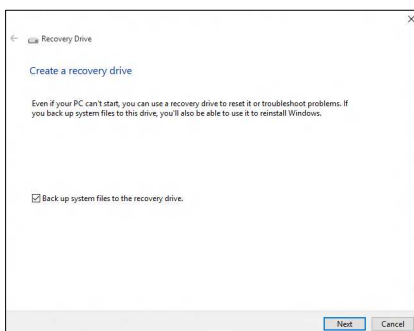 Recovery Drive
Create a recovery drive
Even if your PC can't start, you can use a recovery drive to reset it or troubleshoot problems. If
you back up system files to this drive, you'll also be able to use it to reinstall Windows.
Back up system files to the recovery drive.
Next Cancel